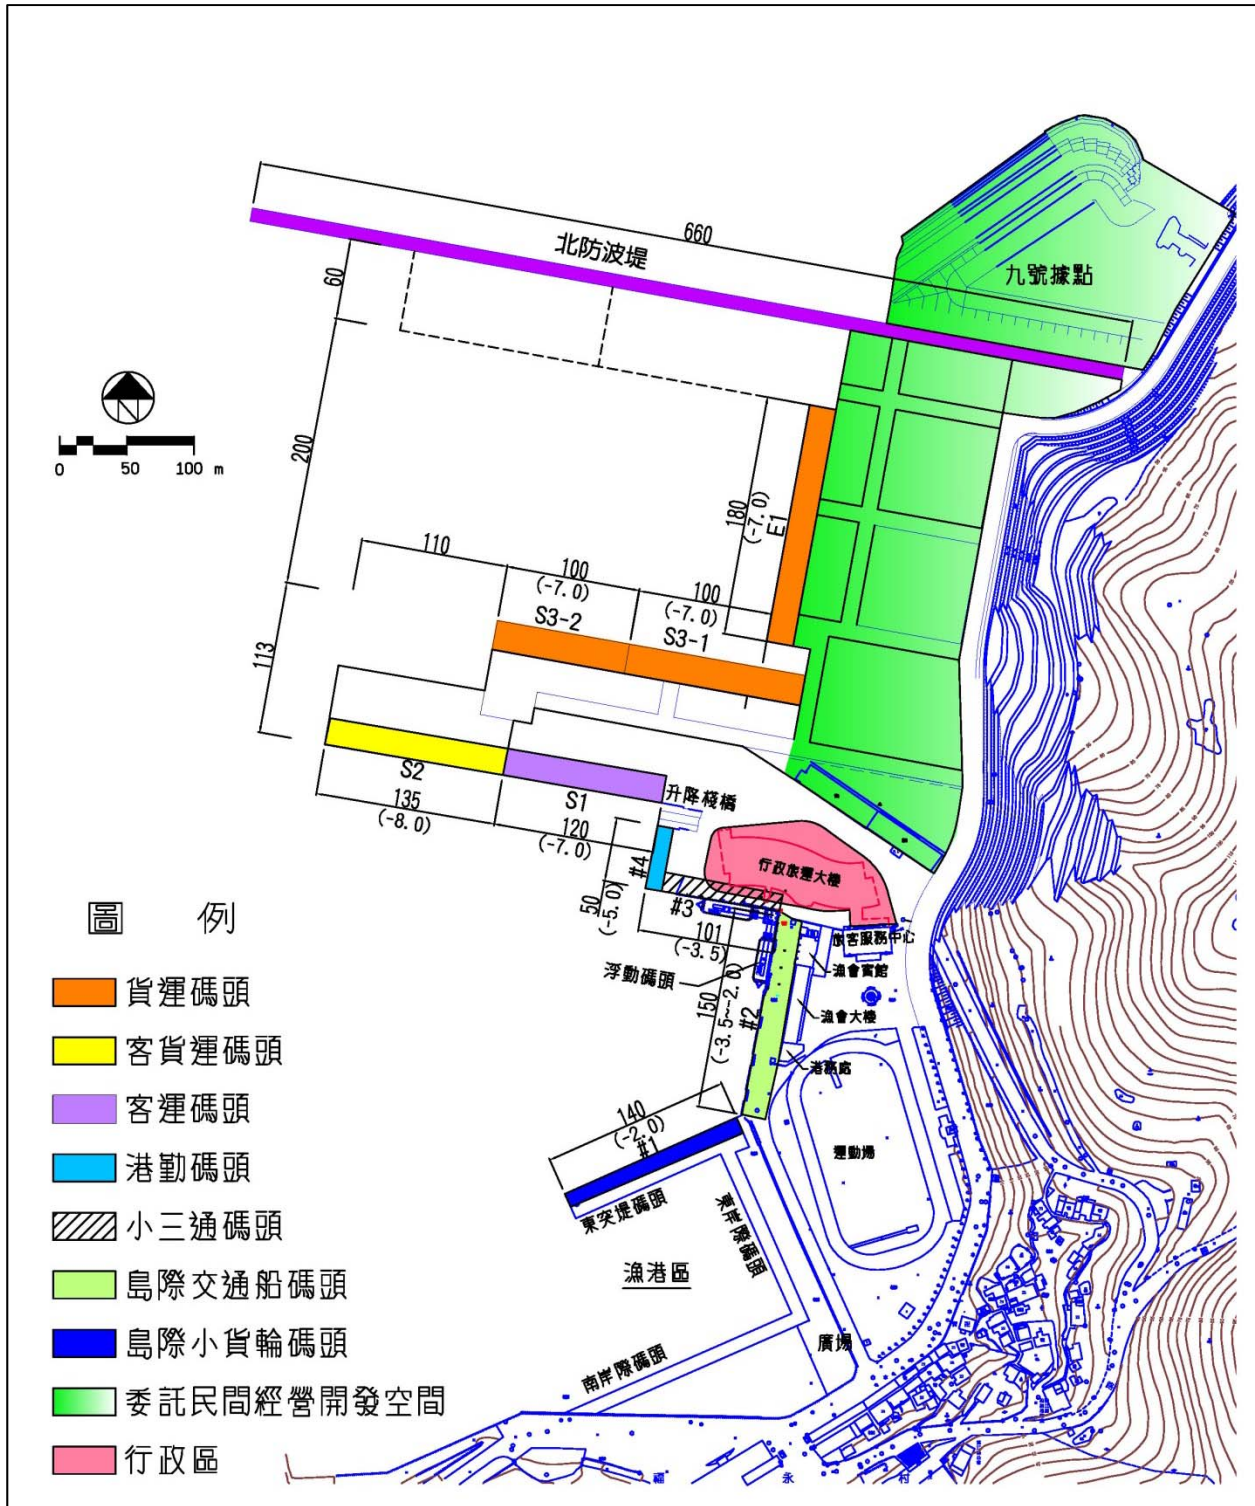 660
北防波堤
60
九號據點
N
0 50 100 m
200
180
(-7.0)
E1
110
100
(-7.0)
100
(-7.0)
S3-2
S3-1
113
S2
135
(-8.0)
S1
120
(-7.0)
升降棧橋
#4
50
(-5.0)
行政旅運大樓
#3
101
(-3.5)
旅客服務中心
浮動碼頭
漁會賓館
150
(-3.5~-2.0)
#2
漁會大樓
港務處
140
(-2.0)
#1
運動場
東突堤碼頭
東岸際碼頭
漁港區
廣場
南岸際碼頭
福永村
圖例
貨運碼頭
客貨運碼頭
客運碼頭
港勤碼頭
小三通碼頭
島際交通船碼頭
島際小貨輪碼頭
委託民間經營開發空間
行政區